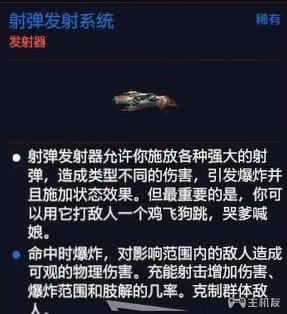 射弹发射系统
稀有
发射器
射弹发射器允许你施放各种强大的射
弹，造成类型不同的伤害，引发爆炸并
且施加状态效果。但最重要的是，你可
以用它打敌人一个鸡飞狗跳，哭爹喊
娘。
命中时爆炸，对影响范围内的敌人造成
可观的物理伤害。充能射击增加伤害、
爆炸范围和肢解的几率。克制群体敌
人。
主机友